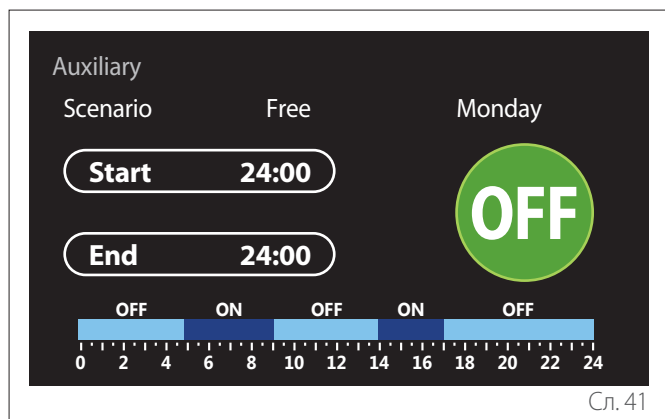 Auxiliary
Scenario Free Monday
Start 24:00
OFF
End 24:00
OFF ON OFF ON OFF
0 2 4 6 8 10 12 14 16 18 20 22 24
Сл. 41